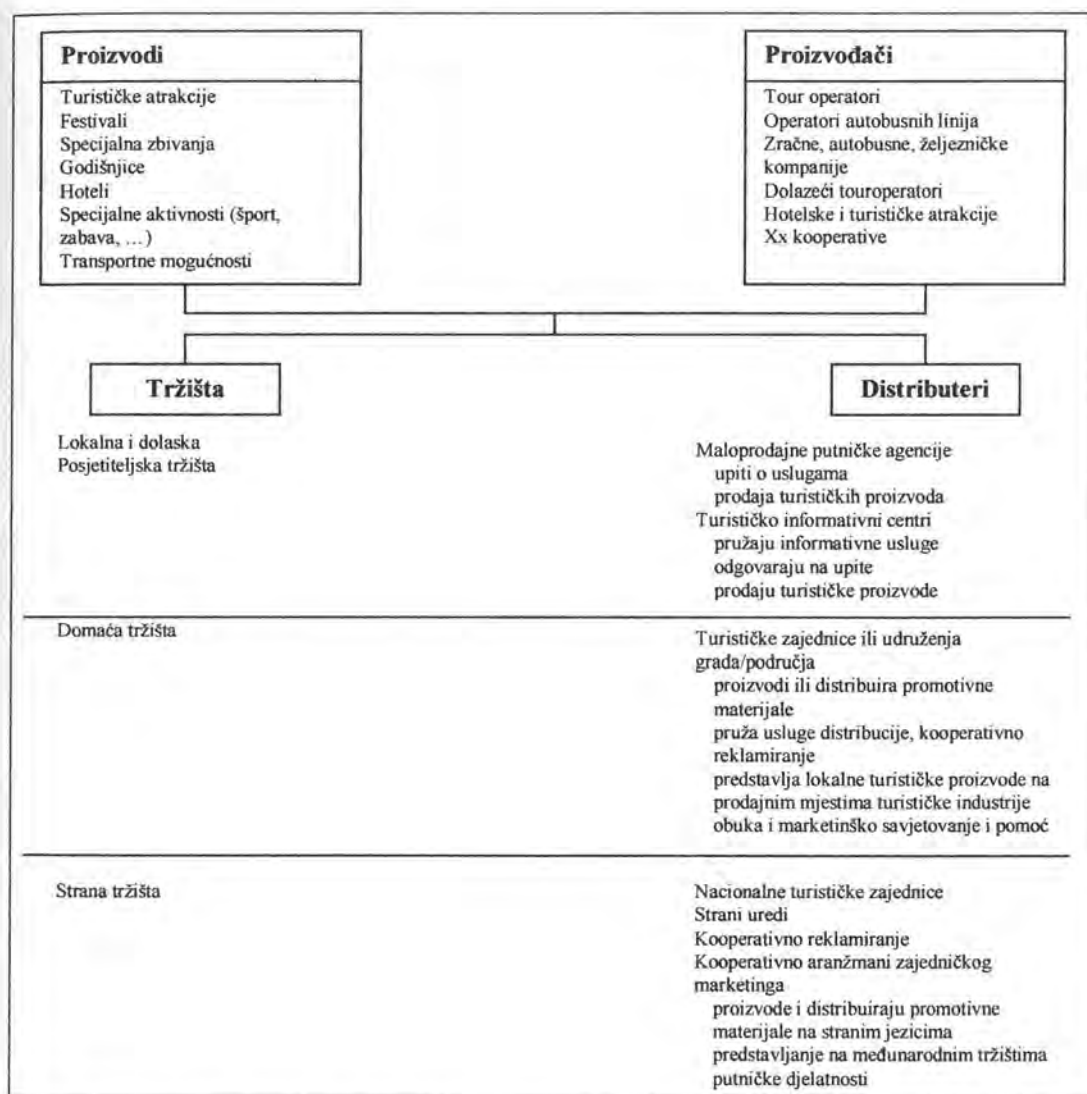 Proizvodi
Turističke atrakcije
Festivali
Specijalna zbivanja
Godišnjice
Hoteli
Specijalne aktivnosti (šport,
zabava, …)
Transportne mogućnosti
Proizvođači
Tour operatori
Operatori autobusnih linija
Zračne, autobusne, željezničke
kompanije
Dolazeći touroperatori
Hotelske i turističke atrakcije
Xx kooperative
Tržišta
Distributeri
Lokalna i dolaska
Posjetiteljska tržišta
Maloprodajne putničke agencije
upiti o uslugama
prodaja turističkih proizvoda
Turističko informativni centri
pružaju informativne usluge
odgovaraju na upite
prodaju turističke proizvode
Domaća tržišta
Turističke zajednice ili udruženja
grada/područja
proizvodi ili distribuira promotivne
materijale
pruža usluge distribucije, kooperativno
reklamiranje
predstavlja lokalne turističke proizvode na
prodajnim mjestima turističke industrije
obuka i marketinško savjetovanje i pomoć
Strana tržišta
Nacionalne turističke zajednice
Strani uredi
Kooperativno reklamiranje
Kooperativno aranžmani zajedničkog
marketinga
proizvode i distribuiraju promotivne
materijale na stranim jezicima
predstavljanje na međunarodnim tržištima
putničke djelatnosti